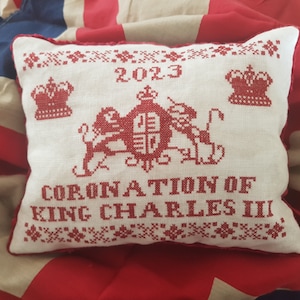 2023
CORONATION OF
KING CHARLES III